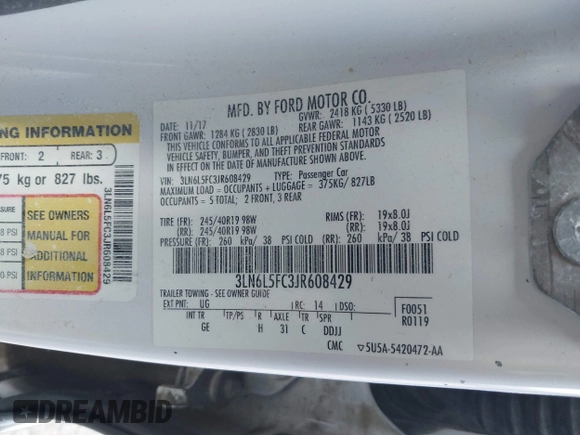 MFD. BY FORD MOTOR CO.
11/17
GVWR: 2418 KG ( 5330 LB)
FRONT GAWR: 1284 KG ( 2830 LB)
REAR GAWR: 1143 KG ( 2520 LB)
THIS VEHICLE CONFORMS TO ALL APPLICABLE FEDERAL MOTOR
VEHICLE SAFETY, BUMPER, AND THEFT PREVENTION STANDARDS
IN EFFECT ON THE DATE OF MANUFACTURE SHOWN ABOVE.
VIN: 3LN6L5FC3JR608429
TYPE: Passenger Car
MAXIMUM LOAD = OCCUPANTS + LUGGAGE = 375KG/ 827LB
OCCUPANTS = 5 TOTAL; 2 FRONT, 3 REAR
TIRE (FR): 245/40R19 98W
RIMS (FR): 19x8.0J
(RR): 245/40R19 98W
(RR): 19x8.0J
PRESSURE (FR): 260 kPa/ 38 PSI COLD (RR): 260 kPa/ 38 PSI COLD
3LN6L5FC3JR608429
TRAILER TOWING - SEE OWNER GUIDE
EXT PNT: UG RC: 14 DSO:
INT TR TP/PS R AXLE TR SPR
GE H 31 C DDJJ
F0051
R0119
CMC 5U5A-5420472-AA
NG INFORMATION
FRONT: 2 REAR: 3
75 kg or 827 lbs.
SURE
8 PSI
8 PSI
0 PSI
SEE OWNERS
MANUAL FOR
ADDITIONAL
INFORMATION
3LN6L5FC3JR608429
DREAMBID